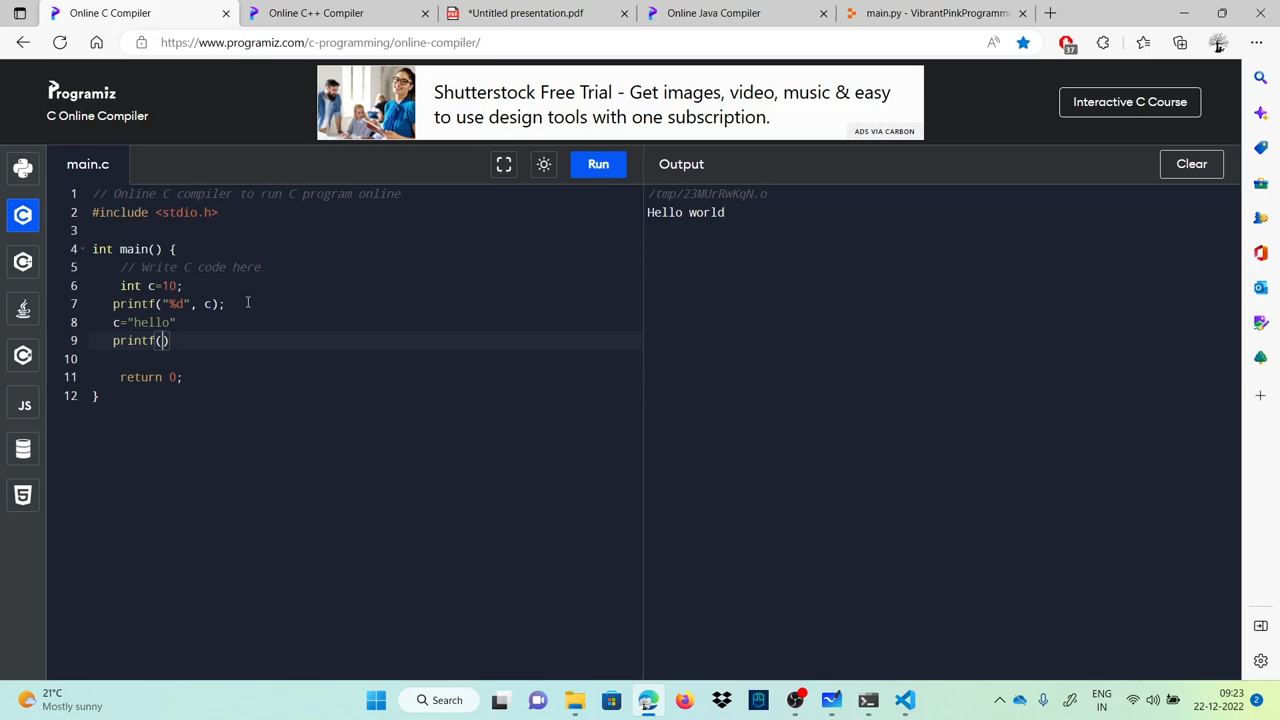 Online C Compiler
Online C++ Compiler
*Untitled presentation.pdf
Online Java Compiler
main.py - VibrantPinkProgramm
https://www.programiz.com/c-programming/online-compiler/
37
Programiz
C Online Compiler
Shutterstock Free Trial - Get images, video, music & easy
to use design tools with one subscription.
ADS VIA CARBON
Interactive C Course
main.c
Run
Output
Clear
1 // Online C compiler to run C program online
2 #include <stdio.h>
3
4 int main() {
5 // Write C code here
6 int c=10;
7 printf("%d", c);
8 c="hello"
9 printf()
10
11 return 0;
12 }
/tmp/23MUrRwKqN.o
Hello world
JS
21°C
Mostly sunny
Search
ENG
IN
09:23
22-12-2022
2